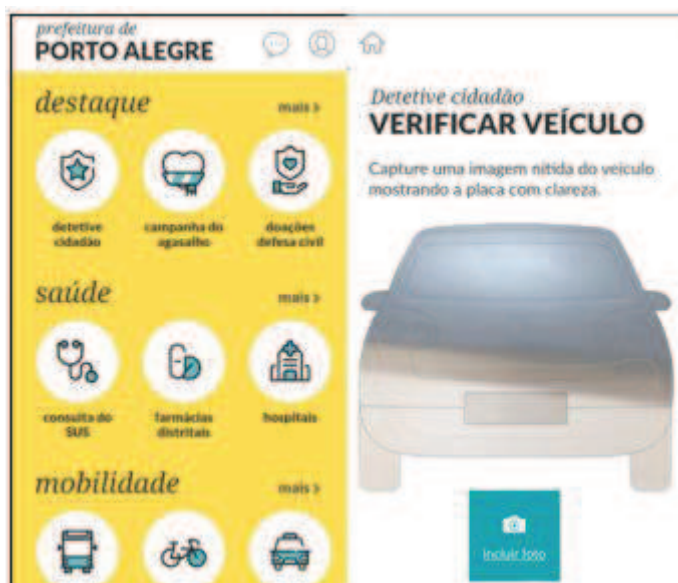 prefeitura de
PORTO ALEGRE
destaque
mais >
detetive
cidadão
campanha do
agasalho
doações
defesa civil
saúde
mais >
consulta do
SUS
farmácias
distritais
hospitais
mobilidade
mais >
Detetive cidadão
VERIFICAR VEÍCULO
Capture uma imagem nítida do veículo
mostrando a placa com clareza.
incluir foto